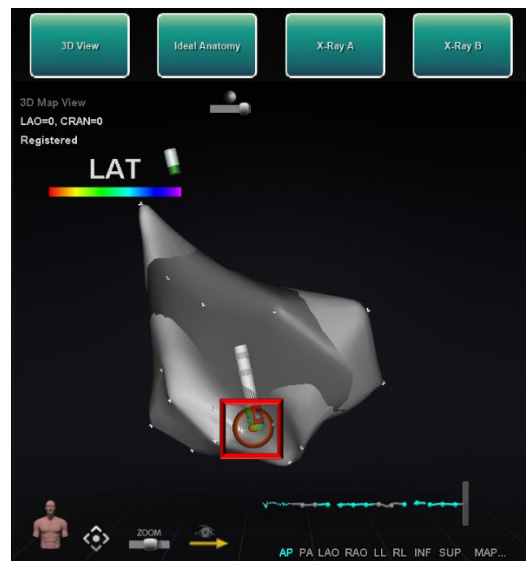 3D View
Ideal Anatomy
X-Ray A
X-Ray B
3D Map View
LAO=0, CRAN=0
Registered
LAT
ZOOM
AP PA LAO RAO LL RL INF SUP MAP...